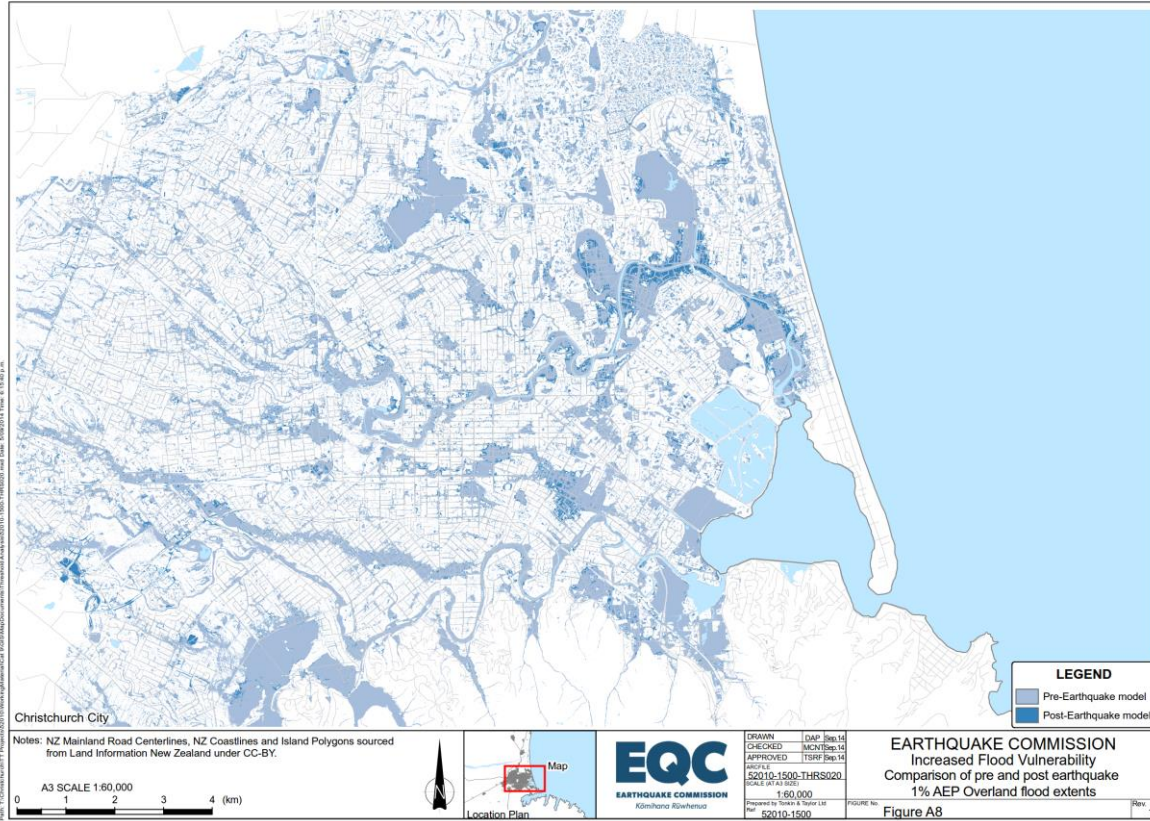 Christchurch City
LEGEND
Pre-Earthquake model
Post-Earthquake model
Notes: NZ Mainland Road Centerlines, NZ Coastlines and Island Polygons sourced
from Land Information New Zealand under CC-BY.
A3 SCALE 1:60,000
0 1 2 3 4 (km)
N
Map
Location Plan
EQC
EARTHQUAKE COMMISSION
Kōmihana Rūwhenua
DRAWN DAP Sep.14
CHECKED MCNT Sep.14
APPROVED TSRF Sep.14
ARCFILE
52010-1500-THRS020
SCALE (AT A3 SIZE)
1:60,000
Prepared by Tonkin & Taylor Ltd
Ref. 52010-1500
EARTHQUAKE COMMISSION
Increased Flood Vulnerability
Comparison of pre and post earthquake
1% AEP Overland flood extents
FIGURE No.
Figure A8
Rev.